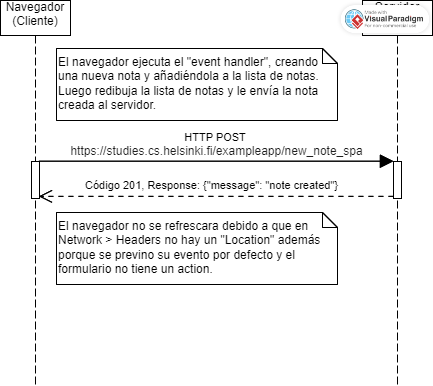 Navegador
(Cliente)
Servidor
Made with
Visual Paradigm
For non-commercial use
El navegador ejecuta el "event handler", creando
una nueva nota y añadiéndola a la lista de notas.
Luego redibuja la lista de notas y le envía la nota
creada al servidor.
HTTP POST
https://studies.cs.helsinki.fi/exampleapp/new_note_spa
Código 201, Response: {"message": "note created"}
El navegador no se refrescara debido a que en
Network > Headers no hay un "Location" además
porque se previno su evento por defecto y el
formulario no tiene un action.